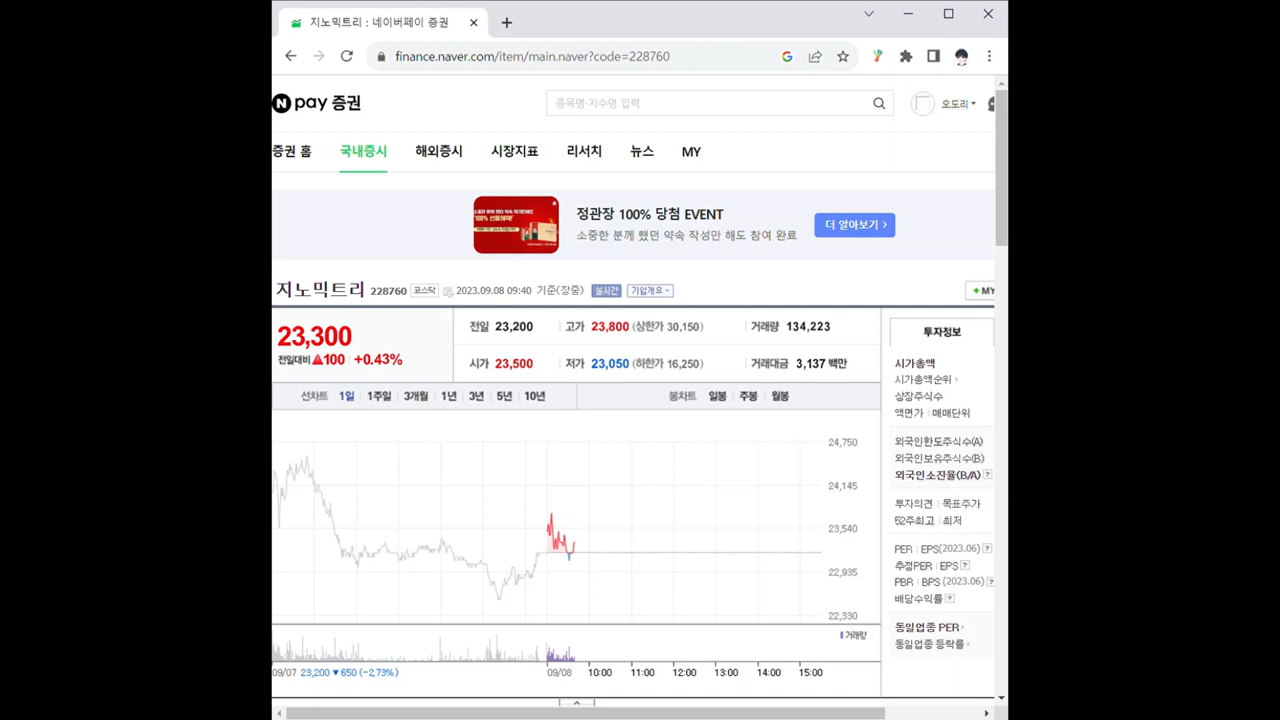 지노믹트리 : 네이버페이 증권
finance.naver.com/item/main.naver?code=228760
N pay 증권
종목명·지수명 입력
오도리
증권 홈 국내증시 해외증시 시장지표 리서치 뉴스 MY
정관장 100% 당첨 EVENT
소중한 분께 했던 약속 작성만 해도 참여 완료
더 알아보기
지노믹트리 228760 코스닥 2023.09.08 09:40 기준(장중) 실시간 기업개요
+ MY
23,300
전일대비 ▲100 +0.43%
전일 23,200 고가 23,800 (상한가 30,150) 거래량 134,223
시가 23,500 저가 23,050 (하한가 16,250) 거래대금 3,137 백만
선차트 1일 1주일 3개월 1년 3년 5년 10년 봉차트 일봉 주봉 월봉
24,750
24,145
23,540
22,935
22,330
거래량
09/07 23,200 ▼650 (-2.73%) 09/08 10:00 11:00 12:00 13:00 14:00 15:00
투자정보
시가총액
시가총액순위
상장주식수
액면가 | 매매단위
외국인한도주식수(A)
외국인보유주식수(B)
외국인소진율(B/A) ?
투자의견 | 목표주가
52주최고 | 최저
PER | EPS(2023.06) ?
추정PER | EPS ?
PBR | BPS (2023.06) ?
배당수익률 ?
동일업종 PER
동일업종 등락률